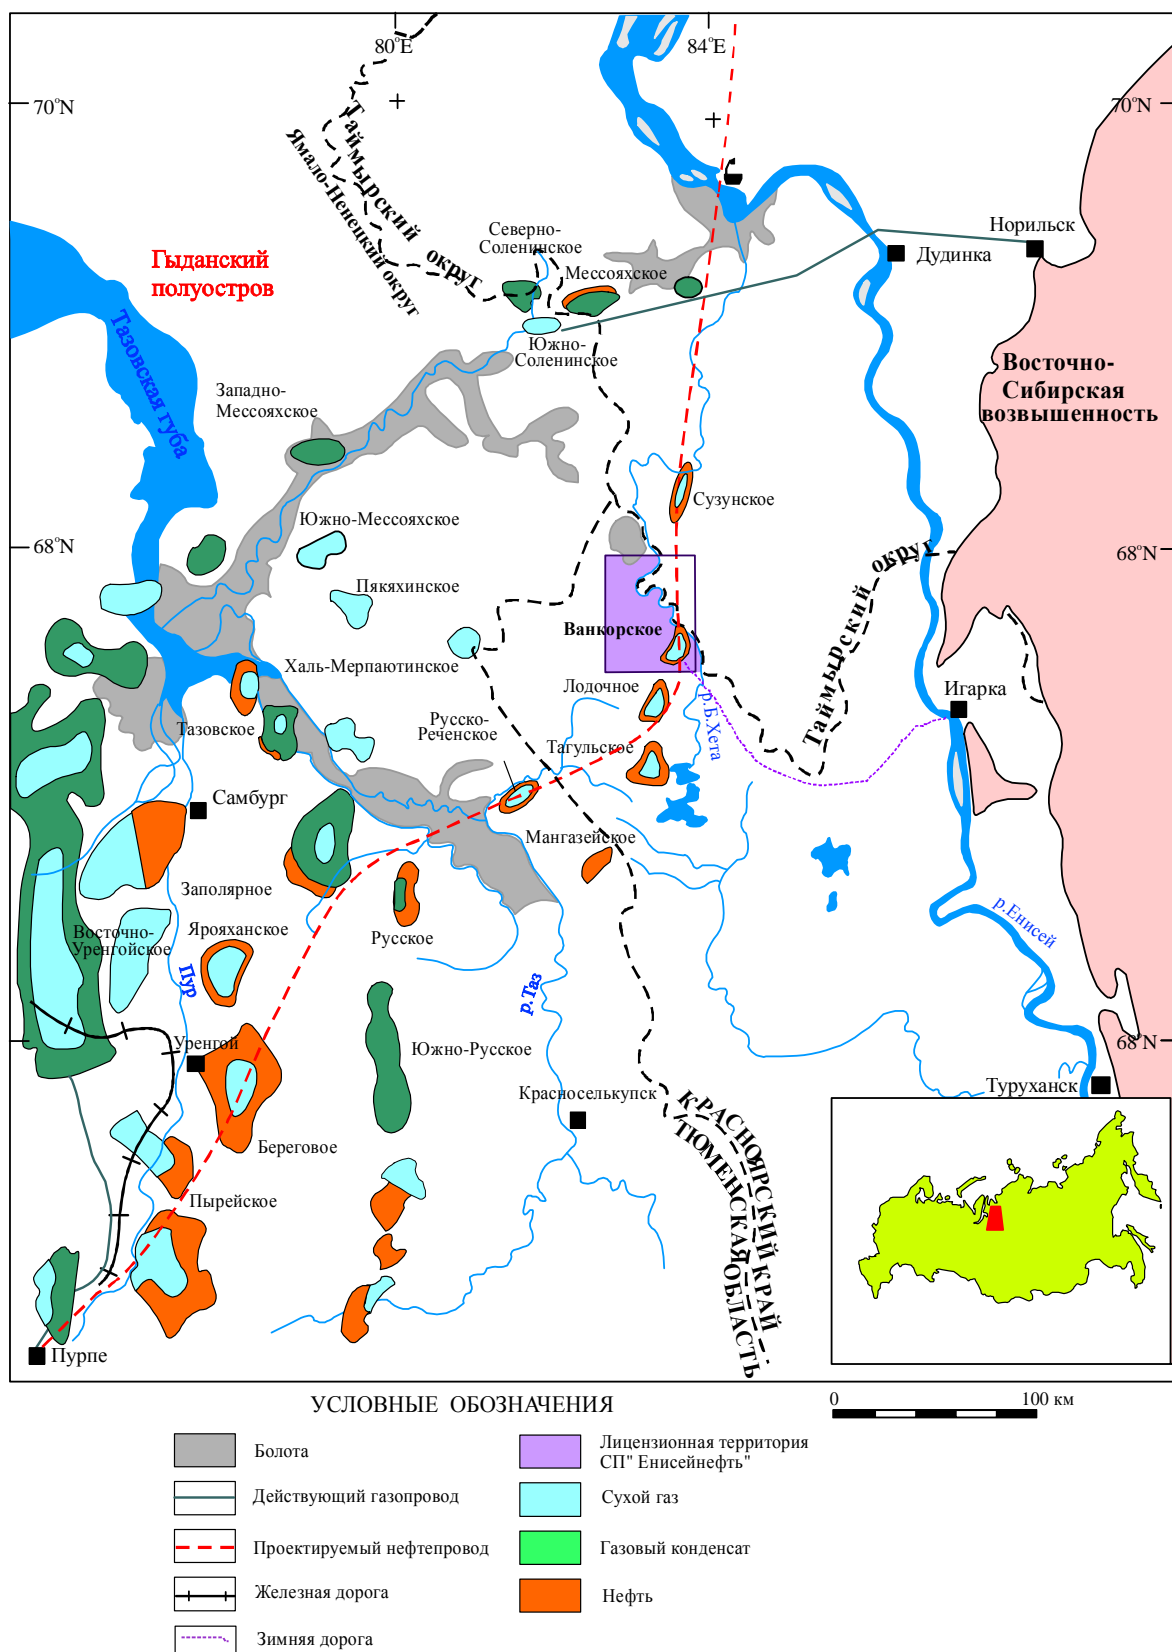 80°E
84°E
70°N
70°N
Таймырский округ
Ямало-Ненецкий округ
Северно-
Соленинское
Мессояхское
Норильск
Дудинка
Гыданский
полуостров
Тазовская губа
Южно-
Соленинское
Западно-
Мессояхское
Восточно-
Сибирская
возвышенность
Сузунское
Южно-Мессояхское
68°N
68°N
Таймырский округ
Пякяхинское
Ванкорское
Халь-Мерпаютинское
Лодочное
р.Б.Хета
Игарка
Русско-
Реченское
Тазовское
Тагульское
Самбург
Мангазейское
Заполярное
р.Енисей
Восточно-
Уренгойское
Ярояханское
Русское
Пур
р.Таз
Уренгой
Южно-Русское
68°N
Туруханск
Красноселькупск
Береговое
КРАСНОЯРСКИЙ КРАЙ
ТЮМЕНСКАЯ ОБЛАСТЬ
Пырейское
Пурпе
УСЛОВНЫЕ ОБОЗНАЧЕНИЯ
0 100 км
Болота
Действующий газопровод
Проектируемый нефтепровод
Железная дорога
Зимняя дорога
Лицензионная территория
СП" Енисейнефть"
Сухой газ
Газовый конденсат
Нефть